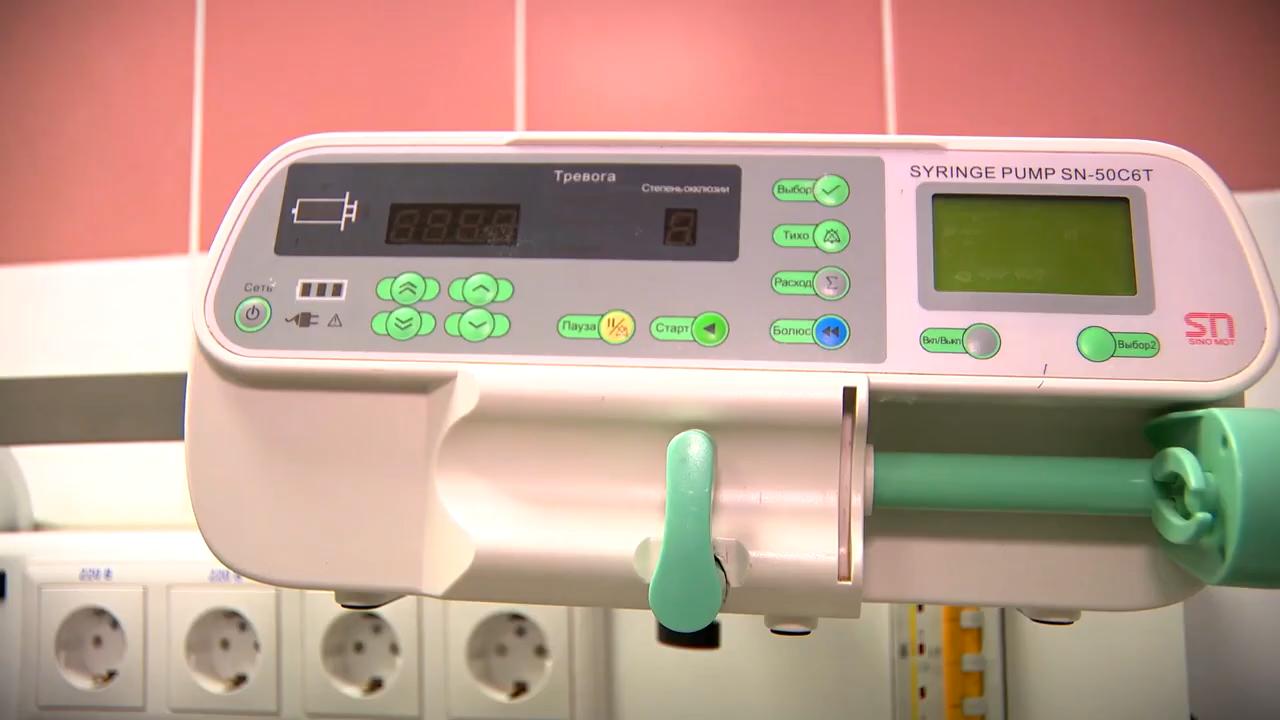 Тревога
Степень окклюзии
SYRINGE PUMP SN-50C6T
Выбор
Тихо
Расход
Болюс
Сеть
Пауза
Старт
Вкл/Выкл
Выбор2
SINO MDT